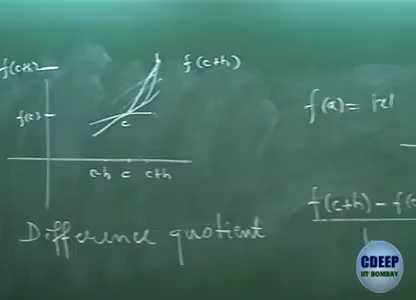 f(c+h)
f(c+h)
f(c)
c
c-h c c+h
f(x) = |x|
f(c+h) - f(c
h
Difference quotient
CDEEP
IIT BOMBAY